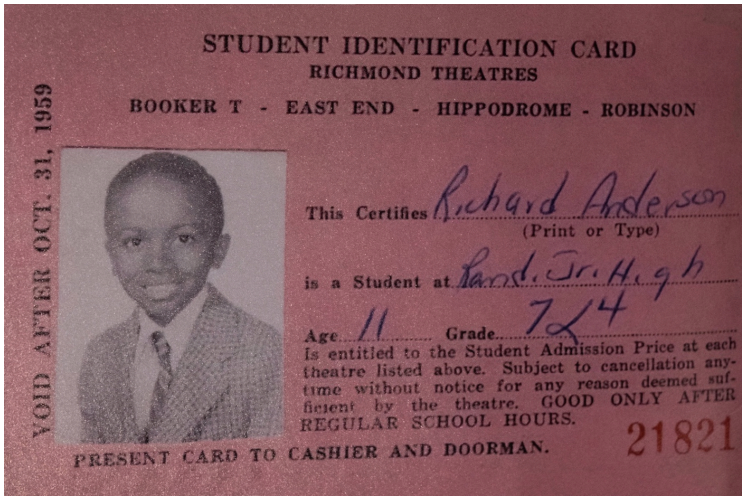 STUDENT IDENTIFICATION CARD
RICHMOND THEATRES
BOOKER T - EAST END - HIPPODROME - ROBINSON
VOID AFTER OCT. 31, 1959
This Certifies Richard Anderson
(Print or Type)
is a Student at Rand. Jr. High
Age 11 Grade 7L4
Is entitled to the Student Admission Price at each
theatre listed above. Subject to cancellation any-
time without notice for any reason deemed suf-
ficient by the theatre. GOOD ONLY AFTER
REGULAR SCHOOL HOURS.
21821
PRESENT CARD TO CASHIER AND DOORMAN.